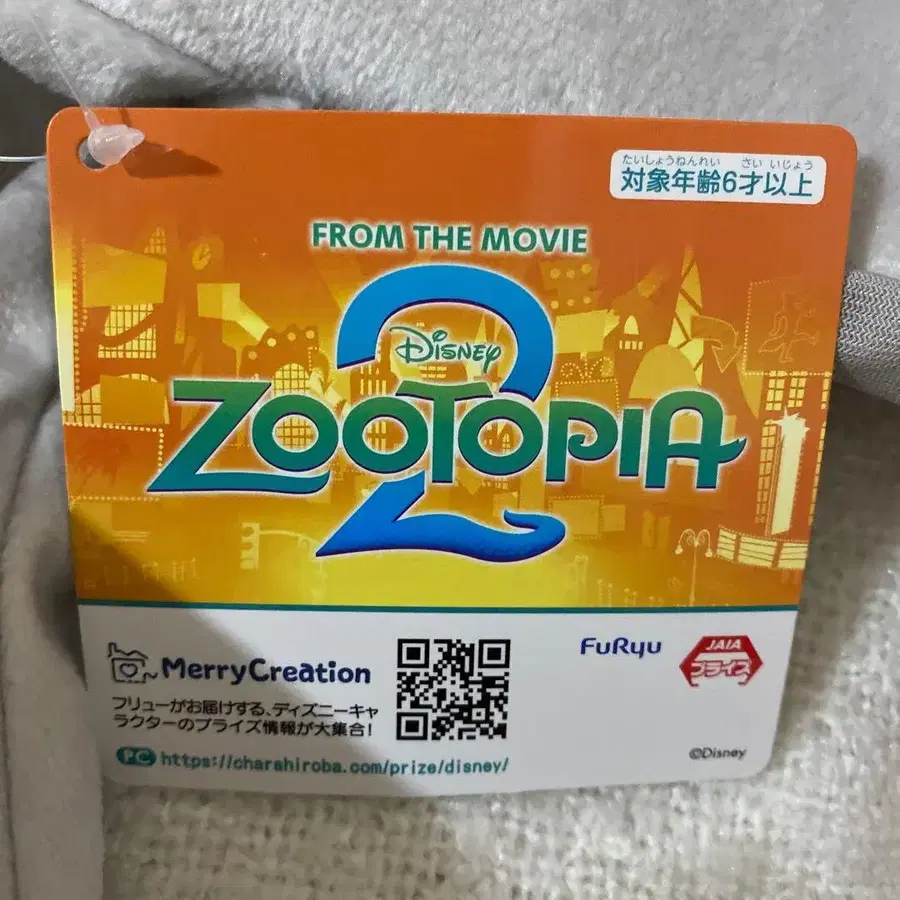 たいしょうねんれい さい いじょう
対象年齢6才以上
FROM THE MOVIE
2
Disney
ZOOTOPIA
MerryCreation
フリューがお届けする、ディズニーキャ
ラクターのプライズ情報が大集合!
PC https://charahiroba.com/prize/disney/
FuRyu
JAIA
プライズ
©Disney